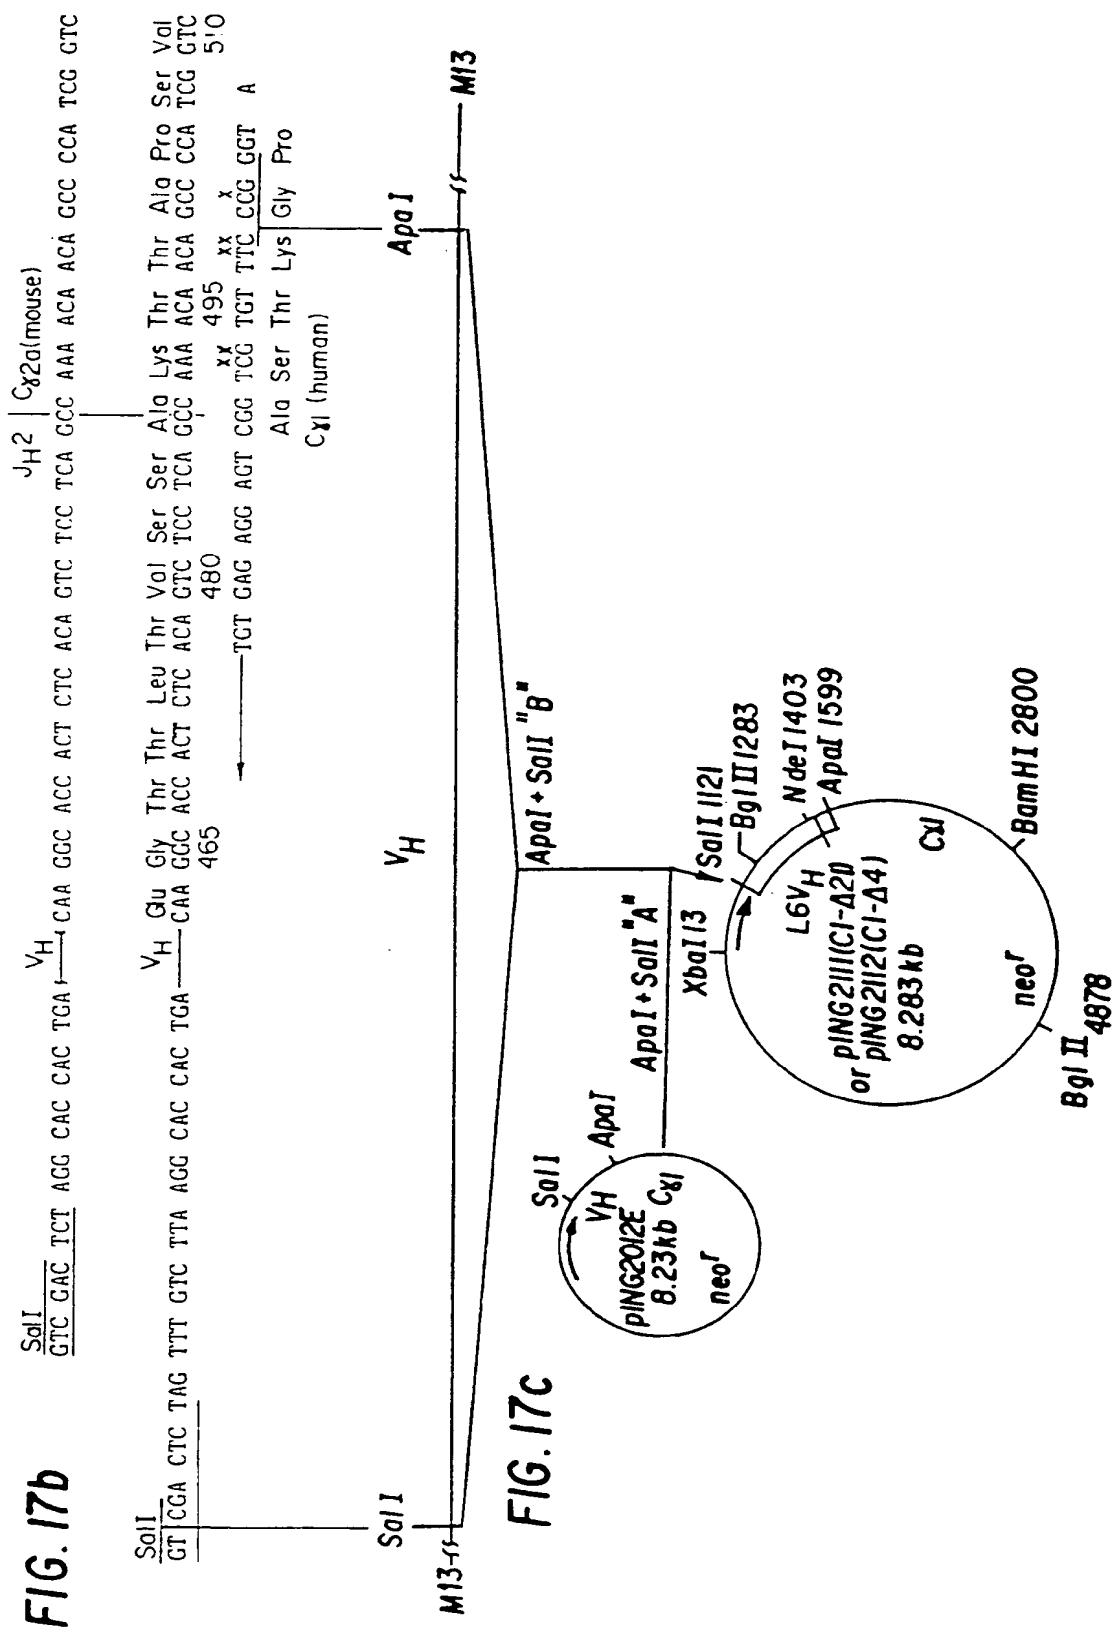 FIG. 17b
SalI
GTC GAC TCT AGG CAC CAC TGA VH CAA GGC ACC ACT CTC ACA GTC TCC TCA GCC AAA ACA ACA GCC CCA TCG GTC
JH2 Cγ2a(mouse)
SalI
GT CGA CTC TAG TTT GTC TTA AGG CAC CAC TGA VH CAA GGC ACC ACT CTC ACA GTC TCC TCA GCC AAA ACA ACA GCC CCA TCG GTC
Glu Gly Thr Thr Leu Thr Val Ser Ser Ala Lys Thr Thr Ala Pro Ser Val
465 480 495 510
xx xx x
TGT GAG AGG AGT CGG TCG TGT TTC CCG GGT A
Ala Ser Thr Lys Gly Pro
Cγ1 (human)
SalI VH ApaI
M13 M13
FIG. 17c
ApaI + SalI "B"
ApaI + SalI "A"
SalI
ApaI
VH
pING2012E Cγ1
8.23kb
neor
XbaI 13
SalI 1121
BglII 1283
NdeI 1403
ApaI 1599
L6VH
pING2111(C1-Δ21)
or pING2112(C1-Δ4)
8.283kb
Cγ1
neor
BamHI 2800
Bgl II 4878